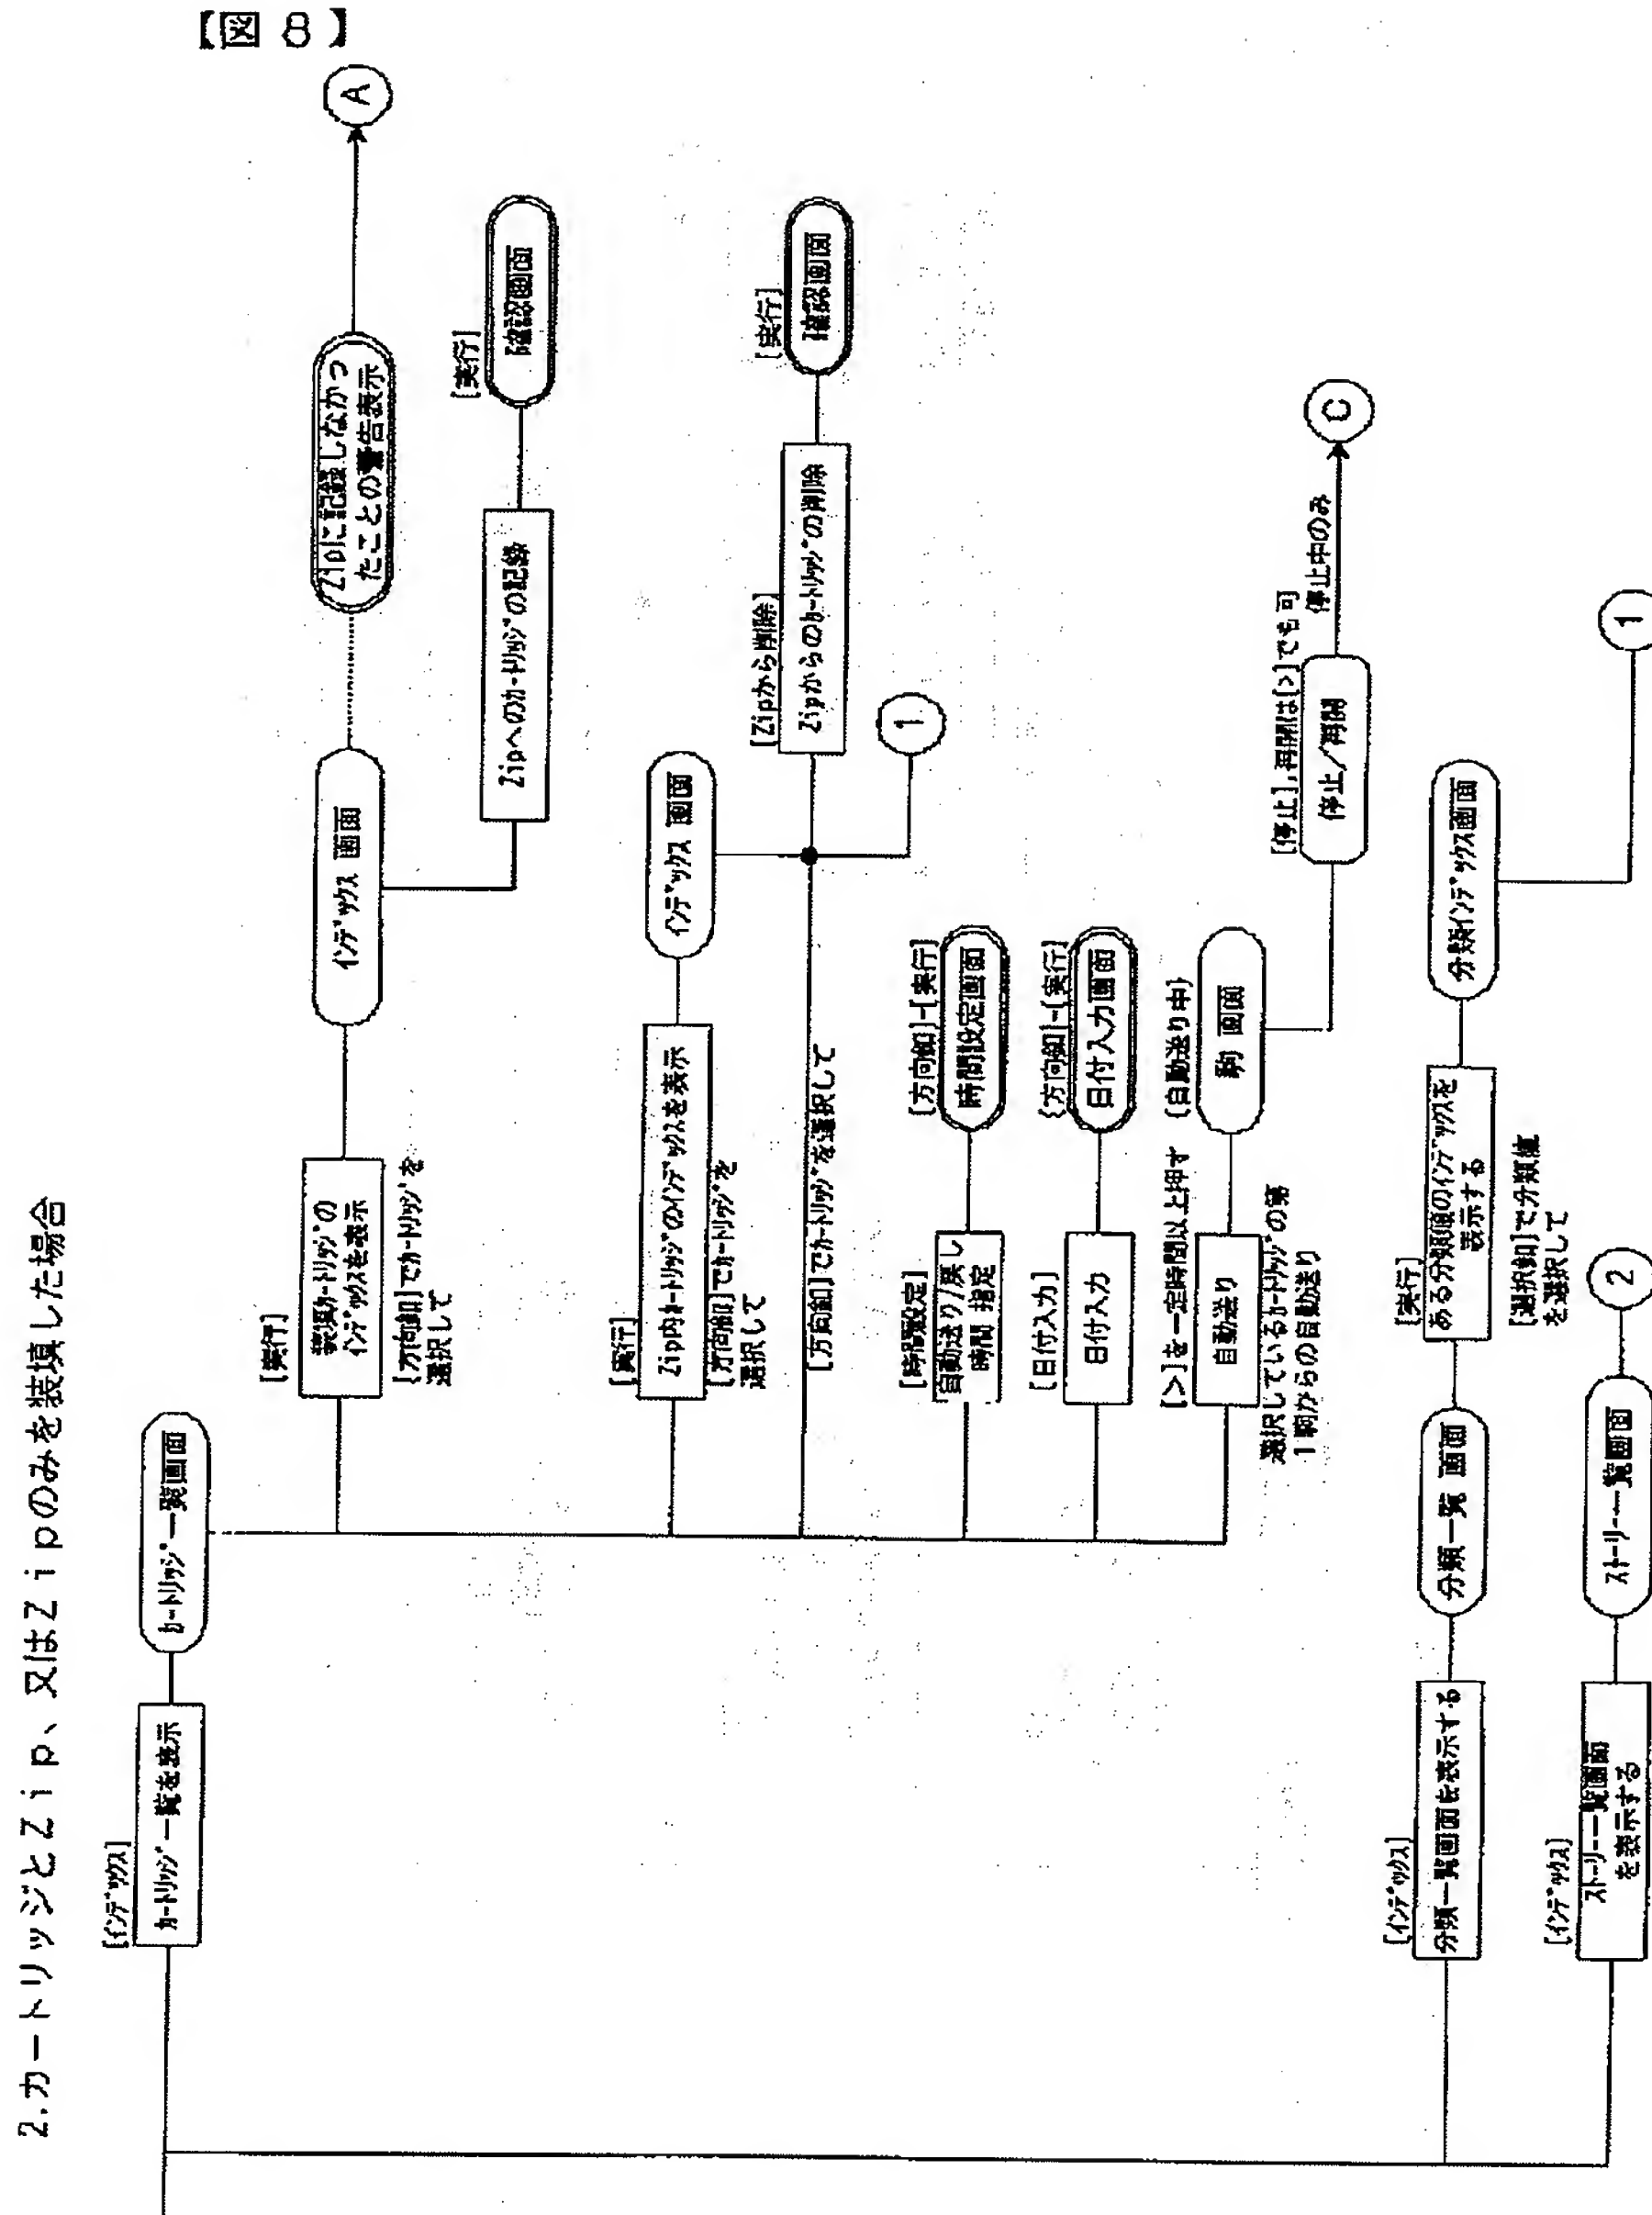 【図 8 】
2.カートリッジとＺｉｐ、又はＺｉｐのみを装填した場合
[インデックス]
カートリッジ一覧を表示
カートリッジ一覧画面
[実行]
装填カートリッジの
インデックスを表示
[方向釦]でカートリッジを
選択して
インデックス 画面
Zipに記録しなかっ
たことの警告表示
A
Zipへのカートリッジの記録
[実行]
確認画面
[実行]
Zip内カートリッジのインデックスを表示
[方向釦]でカートリッジを
選択して
インデックス 画面
[方向釦]でカートリッジを選択して
[Zipから削除]
Zipからのカートリッジの削除
[実行]
確認画面
1
[時間設定]
自動送り/戻し
時間 指定
[方向釦]-[実行]
時間設定画面
[日付入力]
日付入力
[方向釦]-[実行]
日付入力画面
[>]を一定時間以上押す
自動送り
選択しているカートリッジの第
1駒からの自動送り
(自動送り中)
駒 画面
[停止],再開は[>]でも可
停止／再開
停止中のみ
C
[インデックス]
分類一覧画面を表示する
分類一覧 画面
[実行]
ある分類値のインデックスを
表示する
[選択釦]で分類値
を選択して
分類インデックス画面
1
[インデックス]
ストーリー一覧画面
を表示する
ストーリー一覧画面
2